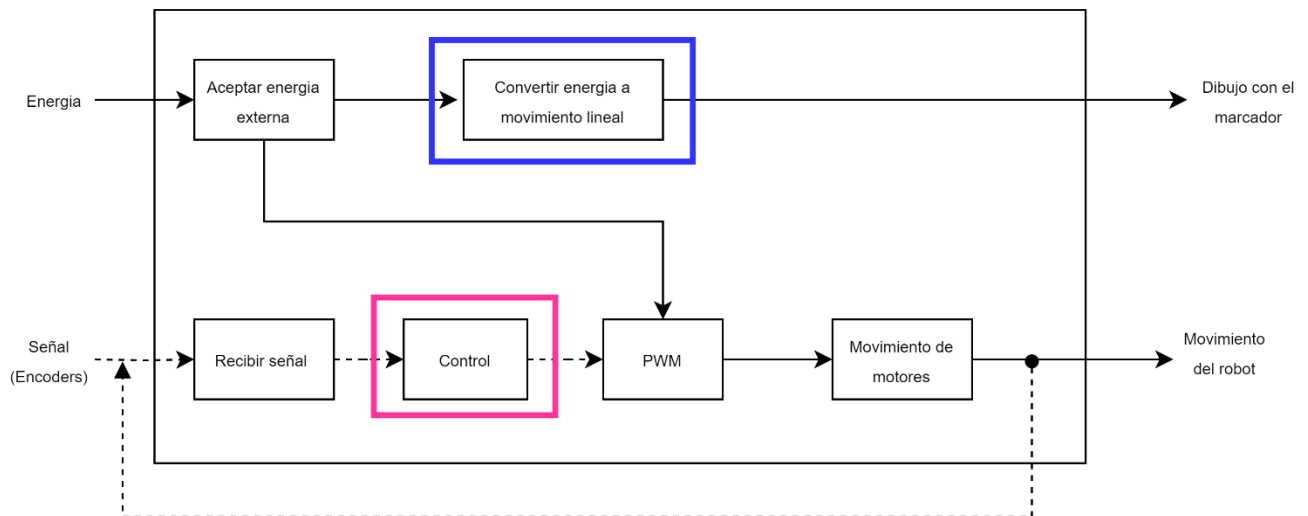 Energia
Aceptar energia
externa
Convertir energia a
movimiento lineal
Dibujo con el
marcador
Señal
(Encoders)
Recibir señal
Control
PWM
Movimiento de
motores
Movimiento
del robot